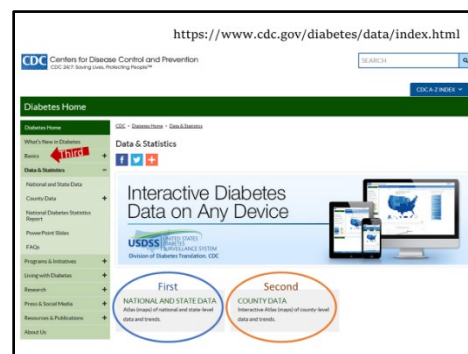 https://www.cdc.gov/diabetes/data/index.html
CDC Centers for Disease Control and Prevention
CDC 24/7: Saving Lives, Protecting People™
SEARCH
CDC A-Z INDEX
Diabetes Home
Diabetes Home
What's New in Diabetes
Basics +
Third
Data & Statistics −
National and State Data
County Data +
National Diabetes Statistics
Report
PowerPoint Slides
FAQs
Programs & Initiatives +
Living with Diabetes +
Research +
Press & Social Media +
Resources & Publications +
About Us
CDC > Diabetes Home > Data & Statistics
Data & Statistics
Interactive Diabetes
Data on Any Device
USDSS UNITED STATES
DIABETES
SURVEILLANCE SYSTEM
Division of Diabetes Translation, CDC
First
NATIONAL AND STATE DATA
Atlas (maps) of national and state-level
data and trends.
Second
COUNTY DATA
Interactive Atlas (maps) of county-level
data and trends.